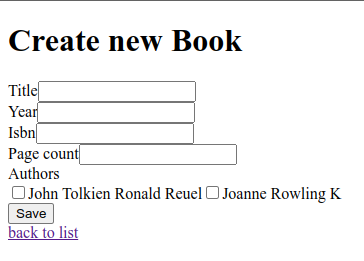 Create new Book
Title
Year
Isbn
Page count
Authors
John Tolkien Ronald Reuel Joanne Rowling K
Save
back to list